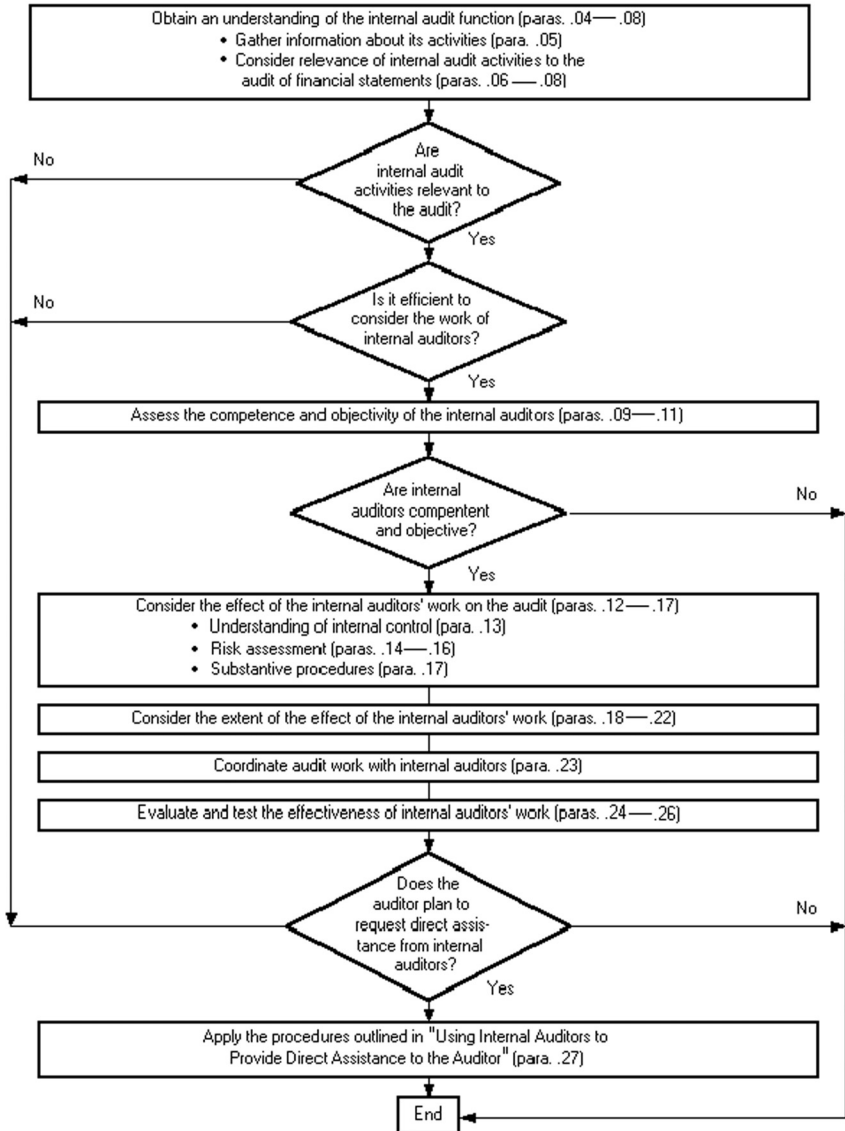 Obtain an understanding of the internal audit function (paras. .04——.08)
• Gather information about its activities (para. .05)
• Consider relevance of internal audit activities to the
audit of financial statements (paras. .06 ——.08)
Are
internal audit
activities relevant to
the audit?
No
Yes
Is it efficient to
consider the work of
internal auditors?
No
Yes
Assess the competence and objectivity of the internal auditors (paras. .09——.11)
Are internal
auditors compentent
and objective?
No
Yes
Consider the effect of the internal auditors' work on the audit (paras. .12——.17)
• Understanding of internal control (para. .13)
• Risk assessment (paras. .14——.16)
• Substantive procedures (para. .17)
Consider the extent of the effect of the internal auditors' work (paras. .18——.22)
Coordinate audit work with internal auditors (para. .23)
Evaluate and test the effectiveness of internal auditors' work (paras. .24——.26)
Does the
auditor plan to
request direct assis-
tance from internal
auditors?
No
Yes
Apply the procedures outlined in "Using Internal Auditors to
Provide Direct Assistance to the Auditor" (para. .27)
End